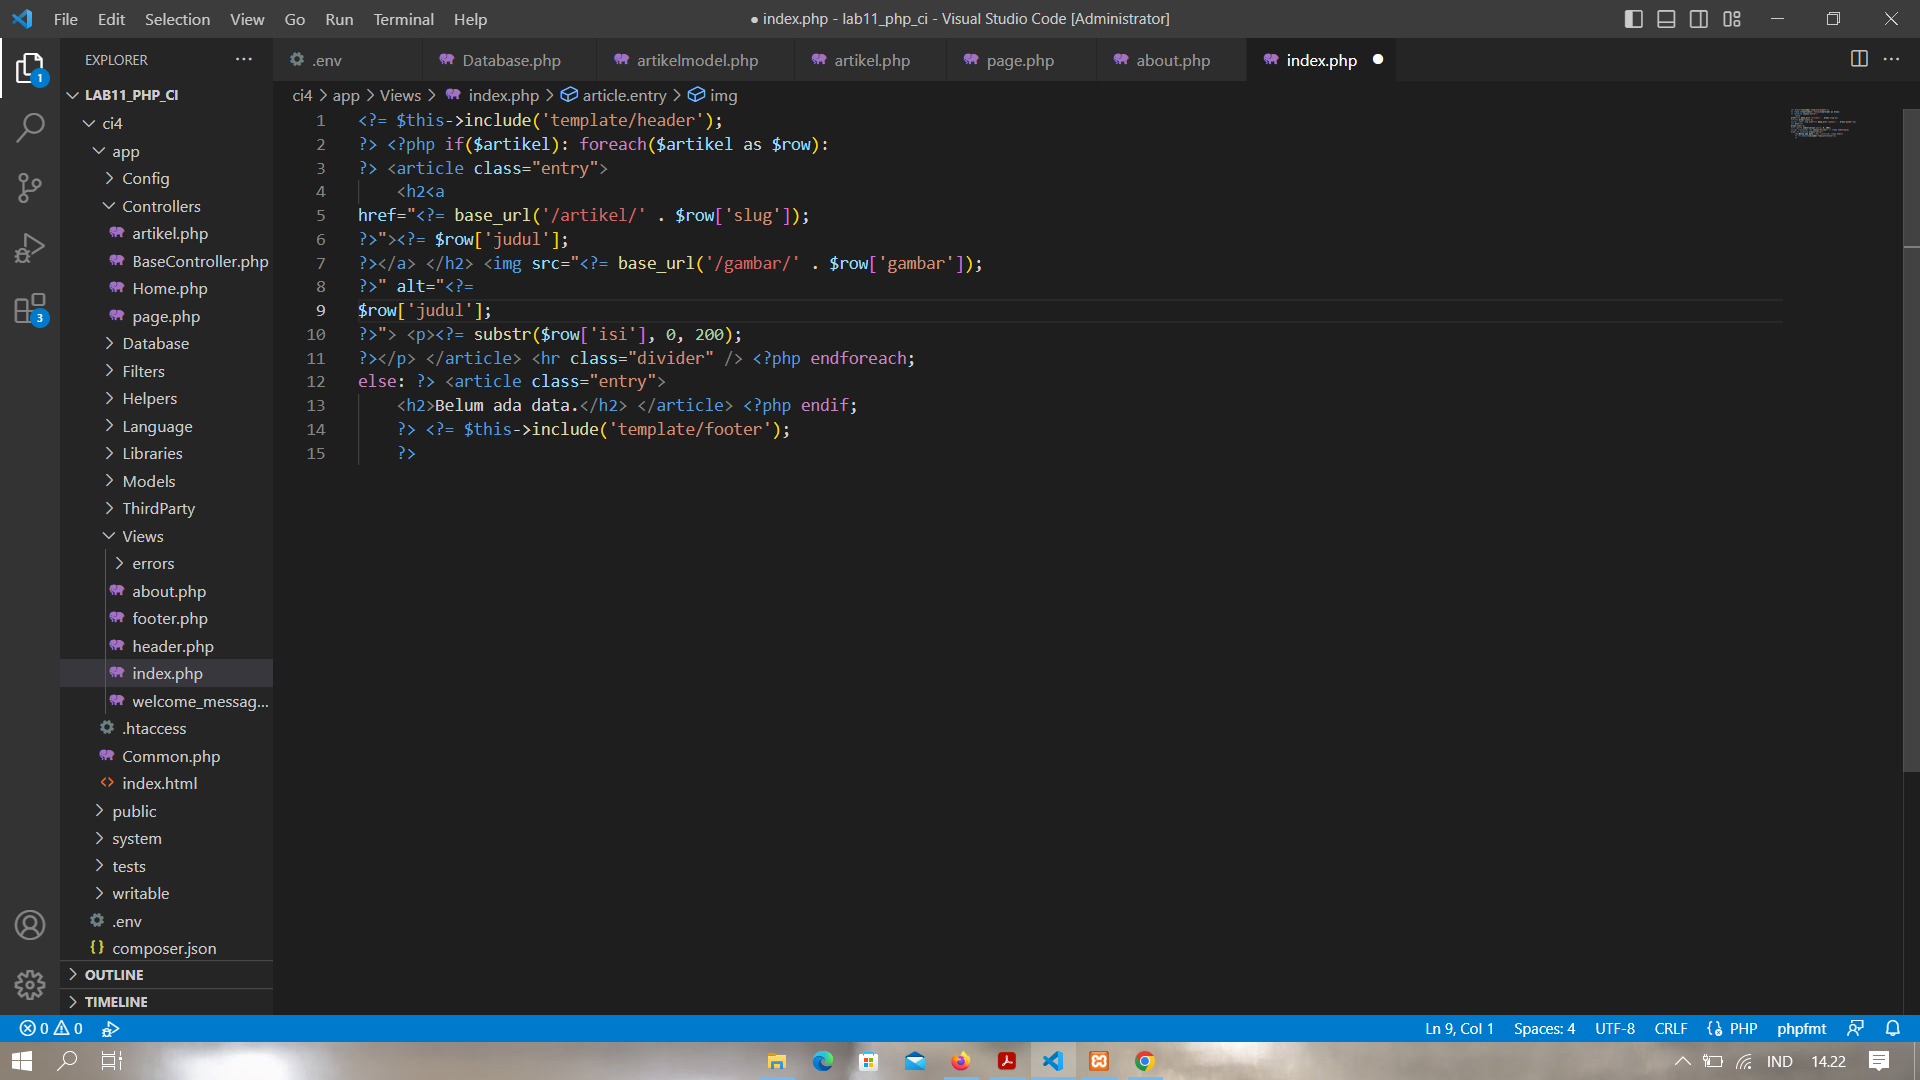 File Edit Selection View Go Run Terminal Help
● index.php - lab11_php_ci - Visual Studio Code [Administrator]
EXPLORER
.env
Database.php
artikelmodel.php
artikel.php
page.php
about.php
index.php
1
LAB11_PHP_CI
ci4
app
Config
Controllers
artikel.php
BaseController.php
Home.php
page.php
Database
Filters
Helpers
Language
Libraries
Models
ThirdParty
Views
errors
about.php
footer.php
header.php
index.php
welcome_messag...
.htaccess
Common.php
index.html
public
system
tests
writable
.env
composer.json
OUTLINE
TIMELINE
3
ci4 > app > Views > index.php > article.entry > img
1 <?= $this->include('template/header');
2 ?> <?php if($artikel): foreach($artikel as $row):
3 ?> <article class="entry">
4 <h2<a
5 href="<?= base_url('/artikel/' . $row['slug']);
6 ?>"><?= $row['judul'];
7 ?></a> </h2> <img src="<?= base_url('/gambar/' . $row['gambar']);
8 ?>" alt="<?=
9 $row['judul'];
10 ?>"> <p><?= substr($row['isi'], 0, 200);
11 ?></p> </article> <hr class="divider" /> <?php endforeach;
12 else: ?> <article class="entry">
13 <h2>Belum ada data.</h2> </article> <?php endif;
14 ?> <?= $this->include('template/footer');
15 ?>
0 0
Ln 9, Col 1 Spaces: 4 UTF-8 CRLF PHP phpfmt
IND 14.22